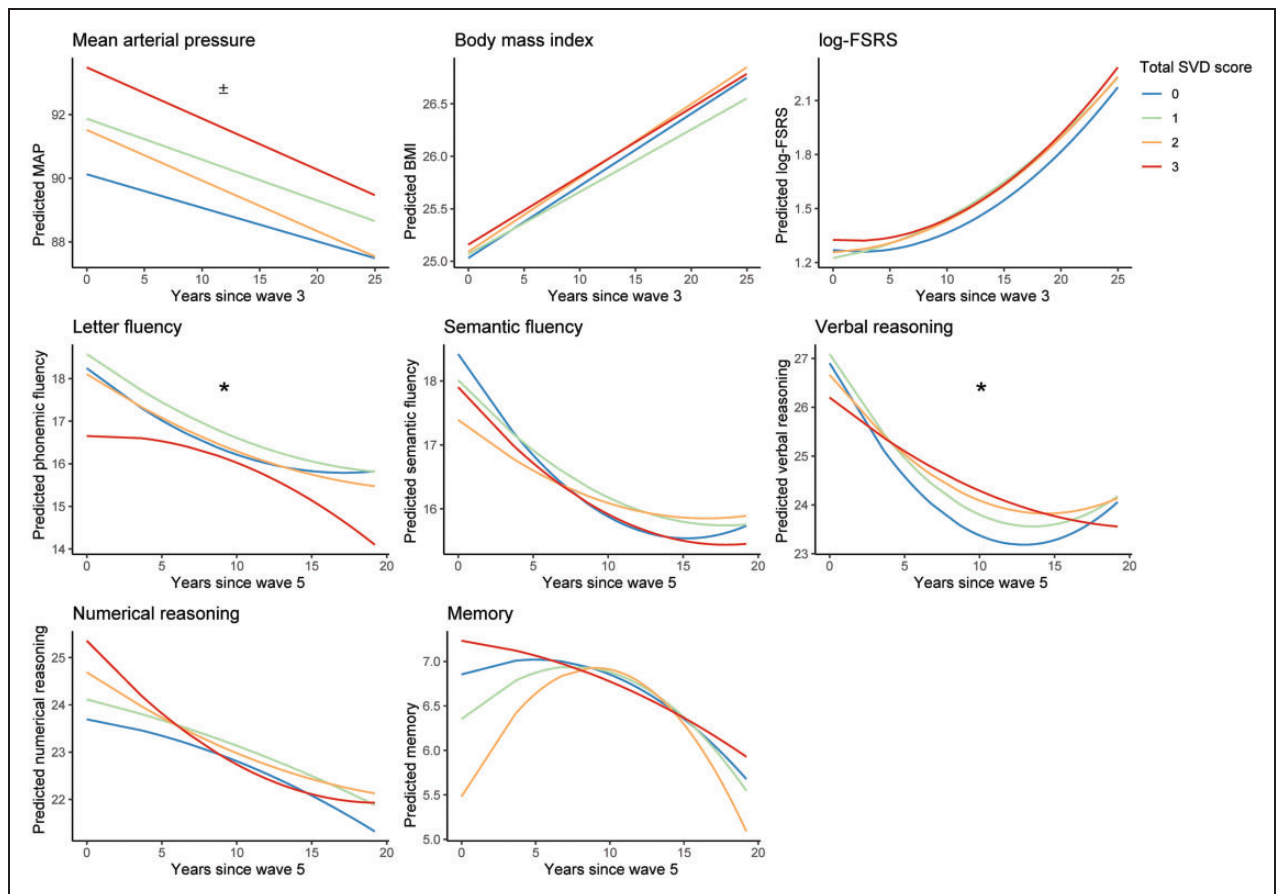 Mean arterial pressure
Predicted MAP
92
90
88
±
0 5 10 15 20 25
Years since wave 3
Body mass index
Predicted BMI
26.5
26.0
25.5
25.0
0 5 10 15 20 25
Years since wave 3
log-FSRS
Predicted log-FSRS
2.1
1.8
1.5
1.2
0 5 10 15 20 25
Years since wave 3
Total SVD score
0
1
2
3
Letter fluency
Predicted phonemic fluency
18
17
16
15
14
*
0 5 10 15 20
Years since wave 5
Semantic fluency
Predicted semantic fluency
18
17
16
0 5 10 15 20
Years since wave 5
Verbal reasoning
Predicted verbal reasoning
27
26
25
24
23
*
0 5 10 15 20
Years since wave 5
Numerical reasoning
Predicted numerical reasoning
25
24
23
22
0 5 10 15 20
Years since wave 5
Memory
Predicted memory
7.0
6.5
6.0
5.5
5.0
0 5 10 15 20
Years since wave 5